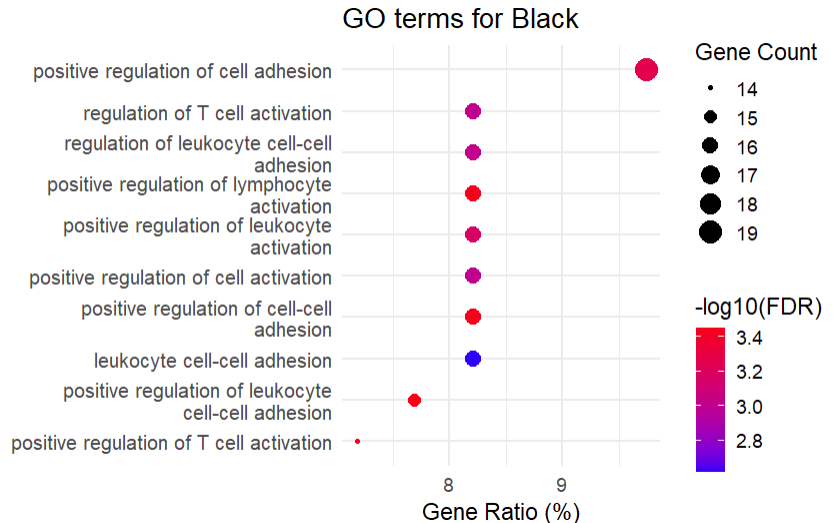 GO terms for Black
positive regulation of cell adhesion
regulation of T cell activation
regulation of leukocyte cell-cell
adhesion
positive regulation of lymphocyte
activation
positive regulation of leukocyte
activation
positive regulation of cell activation
positive regulation of cell-cell
adhesion
leukocyte cell-cell adhesion
positive regulation of leukocyte
cell-cell adhesion
positive regulation of T cell activation
8
9
Gene Ratio (%)
Gene Count
14
15
16
17
18
19
-log10(FDR)
3.4
3.2
3.0
2.8